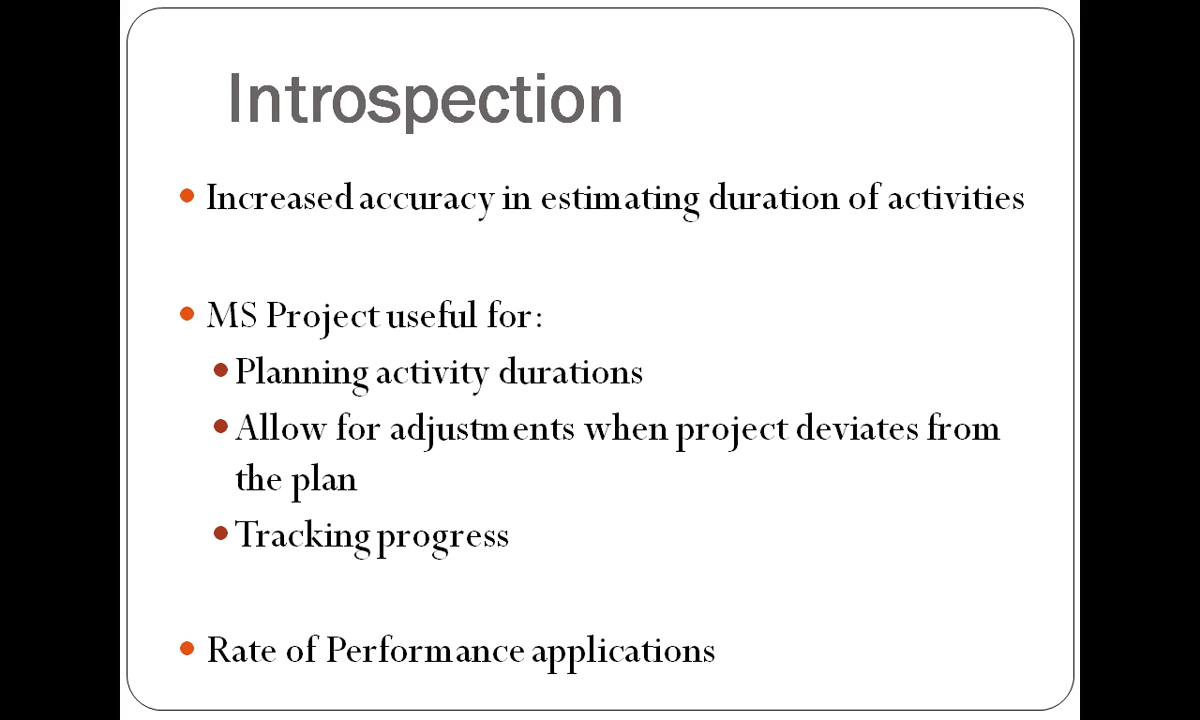 Introspection
Increased accuracy in estimating duration of activities
MS Project useful for:
Planning activity durations
Allow for adjustments when project deviates from
the plan
Tracking progress
Rate of Performance applications